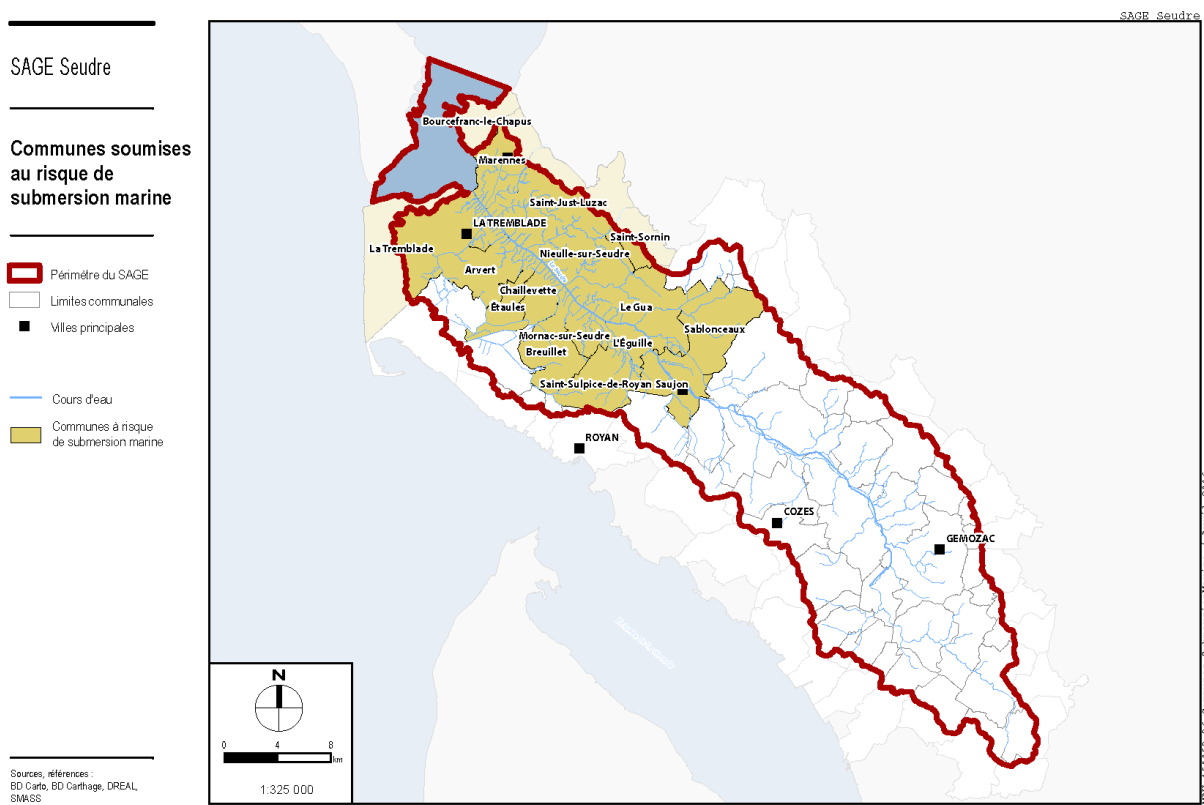 SAGE Seudre
SAGE Seudre
Communes soumises
au risque de
submersion marine
Périmètre du SAGE
Limites communales
Villes principales
Cours d'eau
Communes à risque
de submersion marine
Sources, références :
BD Carto, BD Carthage, DREAL,
SMASS
Bourcefranc-le-Chapus
Marennes
Saint-Just-Luzac
LA TREMBLADE
Saint-Sornin
La Tremblade
Nieulle-sur-Seudre
Arvert
Chaillevette
Étaules
Le Gua
Sablonceaux
Mornac-sur-Seudre
L'Éguille
Breuillet
Saint-Sulpice-de-Royan
Saujon
ROYAN
COZES
GEMOZAC
N
0 4 8
km
1:325 000